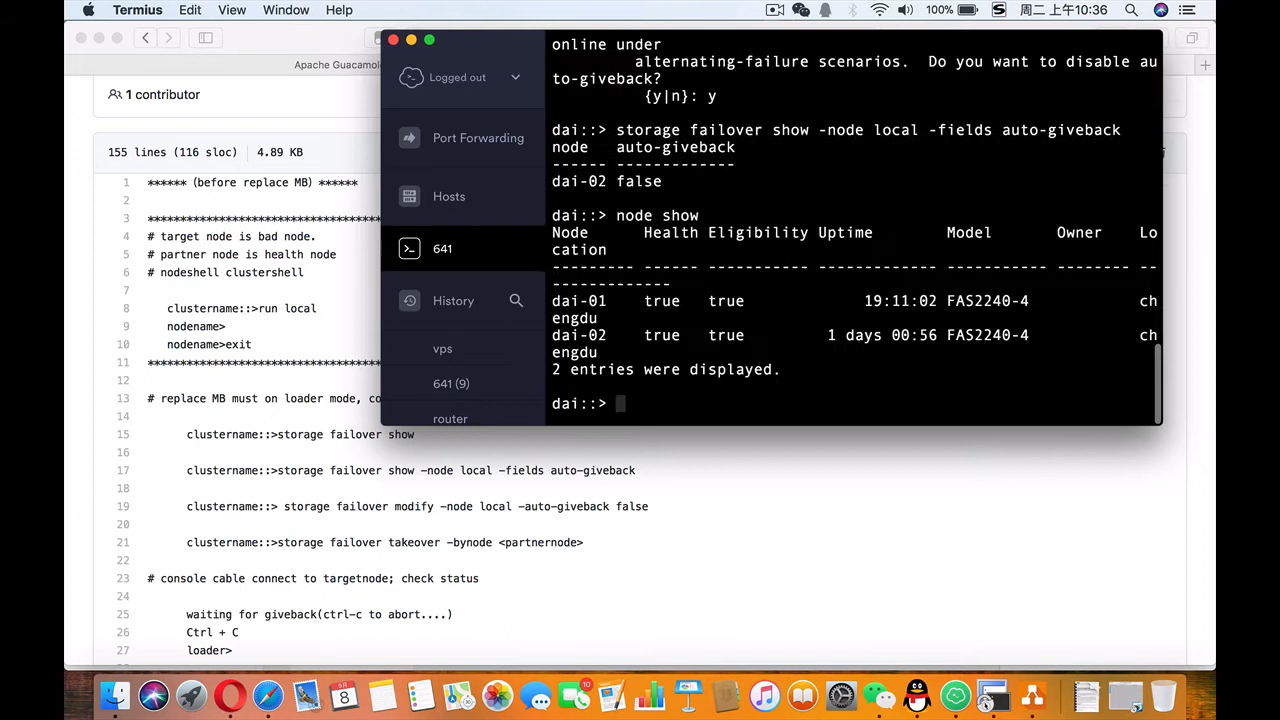 Termius Edit View Window Help 100% 周二 上午10:36
Apache Guacamol
1 contributor
155 lines (116 sloc) 4.89 KB
1 ****** (before replace MB) ******
2
3 ****************************************
4 # target node is bad node.
5 # partner node is health node
6 # nodeshell clustershell
7
8 clustername::>run local
9 nodename>
10 nodename>exit
11 ****************************************
12
13 # replace MB must on loader mode, co
14
15 clustername::>storage failover show
16
17 clustername::>storage failover show -node local -fields auto-giveback
18
19 clustername::> storage failover modify -node local -auto-giveback false
20
21 clustername::>storage failover takeover -bynode <partnernode>
22
23 # console cable connect to targetnode; check status
24
25 waiting for giveback(ctrl-c to abort....)
26 Ctrl + C
27 loader>
Logged out
Port Forwarding
Hosts
641
History
vps
641 (9)
router
online under
alternating-failure scenarios. Do you want to disable au
to-giveback?
{y|n}: y
dai::> storage failover show -node local -fields auto-giveback
node auto-giveback
------ -------------
dai-02 false
dai::> node show
Node Health Eligibility Uptime Model Owner Lo
cation
--------- ------ ----------- ------------- ----------- -------- --
-------------
dai-01 true true 19:11:02 FAS2240-4 ch
engdu
dai-02 true true 1 days 00:56 FAS2240-4 ch
engdu
2 entries were displayed.
dai::>
9月
8
10